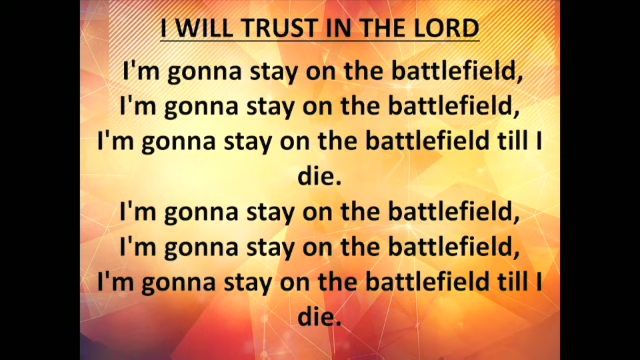 I WILL TRUST IN THE LORD
I'm gonna stay on the battlefield,
I'm gonna stay on the battlefield,
I'm gonna stay on the battlefield till I
die.
I'm gonna stay on the battlefield,
I'm gonna stay on the battlefield,
I'm gonna stay on the battlefield till I
die.